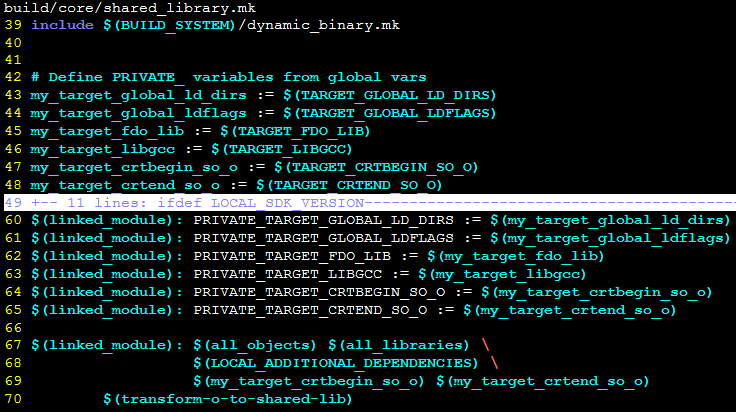 build/core/shared_library.mk
39 include $(BUILD_SYSTEM)/dynamic_binary.mk
40
41
42 # Define PRIVATE_ variables from global vars
43 my_target_global_ld_dirs := $(TARGET_GLOBAL_LD_DIRS)
44 my_target_global_ldflags := $(TARGET_GLOBAL_LDFLAGS)
45 my_target_fdo_lib := $(TARGET_FDO_LIB)
46 my_target_libgcc := $(TARGET_LIBGCC)
47 my_target_crtbegin_so_o := $(TARGET_CRTBEGIN_SO_O)
48 my_target_crtend_so_o := $(TARGET_CRTEND_SO_O)
49 +-- 11 lines: ifdef LOCAL_SDK_VERSION-----------------------------------------
60 $(linked_module): PRIVATE_TARGET_GLOBAL_LD_DIRS := $(my_target_global_ld_dirs)
61 $(linked_module): PRIVATE_TARGET_GLOBAL_LDFLAGS := $(my_target_global_ldflags)
62 $(linked_module): PRIVATE_TARGET_FDO_LIB := $(my_target_fdo_lib)
63 $(linked_module): PRIVATE_TARGET_LIBGCC := $(my_target_libgcc)
64 $(linked_module): PRIVATE_TARGET_CRTBEGIN_SO_O := $(my_target_crtbegin_so_o)
65 $(linked_module): PRIVATE_TARGET_CRTEND_SO_O := $(my_target_crtend_so_o)
66
67 $(linked_module): $(all_objects) $(all_libraries) \
68                   $(LOCAL_ADDITIONAL_DEPENDENCIES) \
69                   $(my_target_crtbegin_so_o) $(my_target_crtend_so_o)
70         $(transform-o-to-shared-lib)